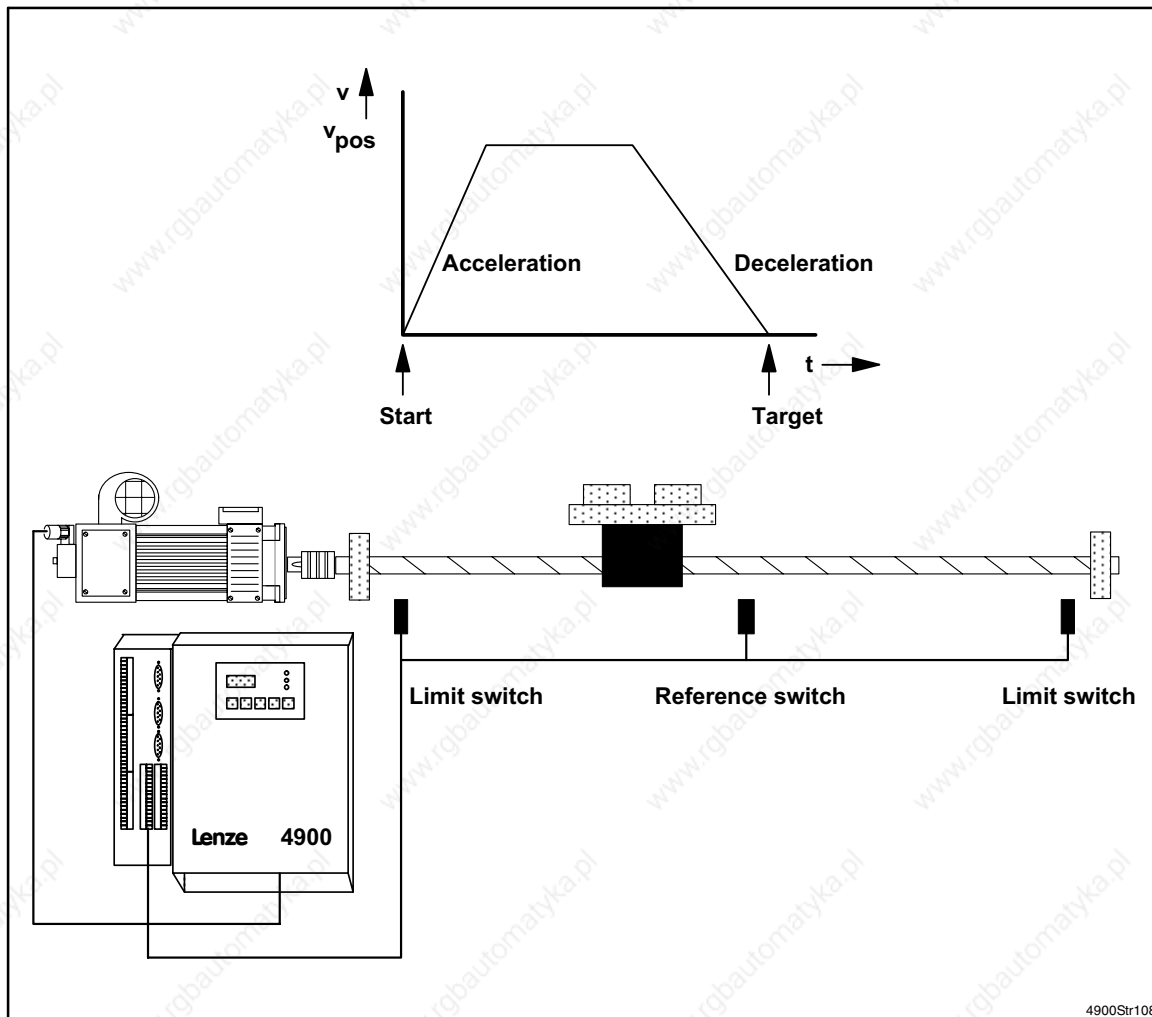 v
vpos
Acceleration
Deceleration
t
Start
Target
Limit switch
Reference switch
Limit switch
Lenze 4900
4900Str108
www.rgbautomatyka.pl